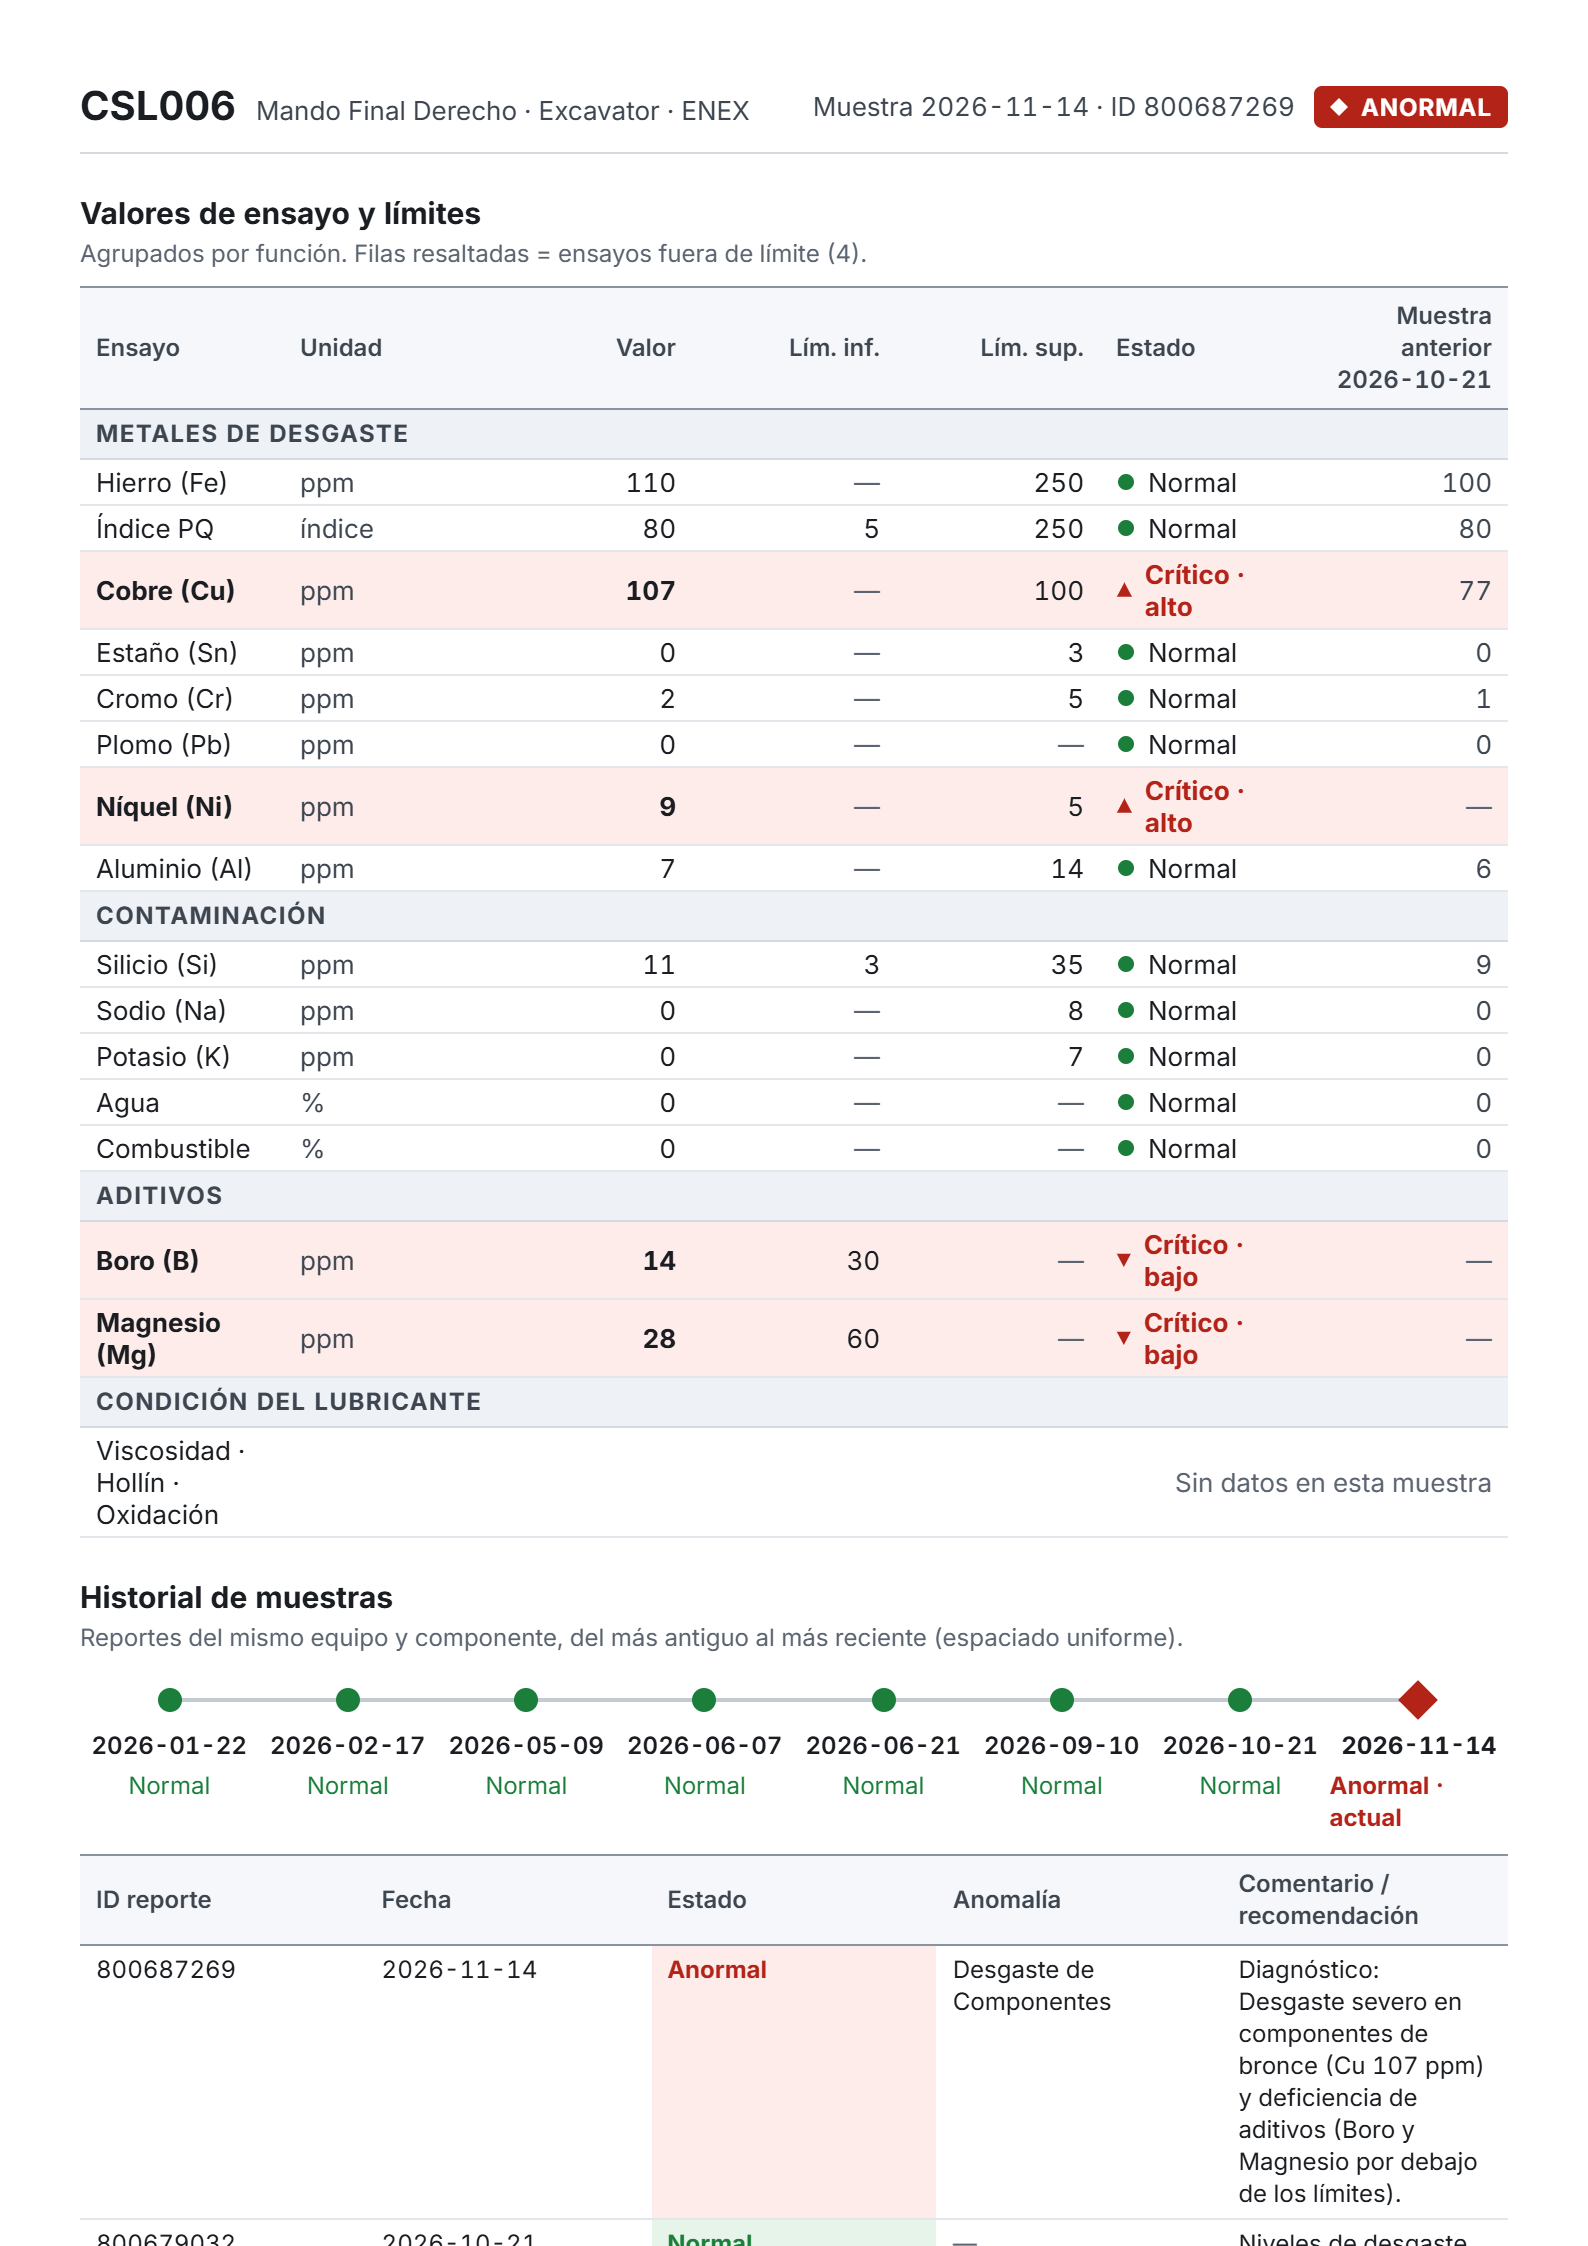 CSL006 Mando Final Derecho · Excavator · ENEX Muestra 2026-11-14 · ID 800687269 ◆ ANORMAL
Valores de ensayo y límites
Agrupados por función. Filas resaltadas = ensayos fuera de límite (4).
Ensayo Unidad Valor Lím. inf. Lím. sup. Estado Muestra anterior 2026-10-21
METALES DE DESGASTE
Hierro (Fe) ppm 110 — 250 Normal 100
Índice PQ índice 80 5 250 Normal 80
Cobre (Cu) ppm 107 — 100 ▲ Crítico · alto 77
Estaño (Sn) ppm 0 — 3 Normal 0
Cromo (Cr) ppm 2 — 5 Normal 1
Plomo (Pb) ppm 0 — — Normal 0
Níquel (Ni) ppm 9 — 5 ▲ Crítico · alto —
Aluminio (Al) ppm 7 — 14 Normal 6
CONTAMINACIÓN
Silicio (Si) ppm 11 3 35 Normal 9
Sodio (Na) ppm 0 — 8 Normal 0
Potasio (K) ppm 0 — 7 Normal 0
Agua % 0 — — Normal 0
Combustible % 0 — — Normal 0
ADITIVOS
Boro (B) ppm 14 30 — ▼ Crítico · bajo —
Magnesio (Mg) ppm 28 60 — ▼ Crítico · bajo —
CONDICIÓN DEL LUBRICANTE
Viscosidad · Hollín · Oxidación Sin datos en esta muestra
Historial de muestras
Reportes del mismo equipo y componente, del más antiguo al más reciente (espaciado uniforme).
2026-01-22 2026-02-17 2026-05-09 2026-06-07 2026-06-21 2026-09-10 2026-10-21 2026-11-14
Normal Normal Normal Normal Normal Normal Normal Anormal · actual
ID reporte Fecha Estado Anomalía Comentario / recomendación
800687269 2026-11-14 Anormal Desgaste de Componentes Diagnóstico:
Desgaste severo en
componentes de
bronce (Cu 107 ppm)
y deficiencia de
aditivos (Boro y
Magnesio por debajo
de los límites).
800679032 2026-10-21 Normal — Niveles de desgaste